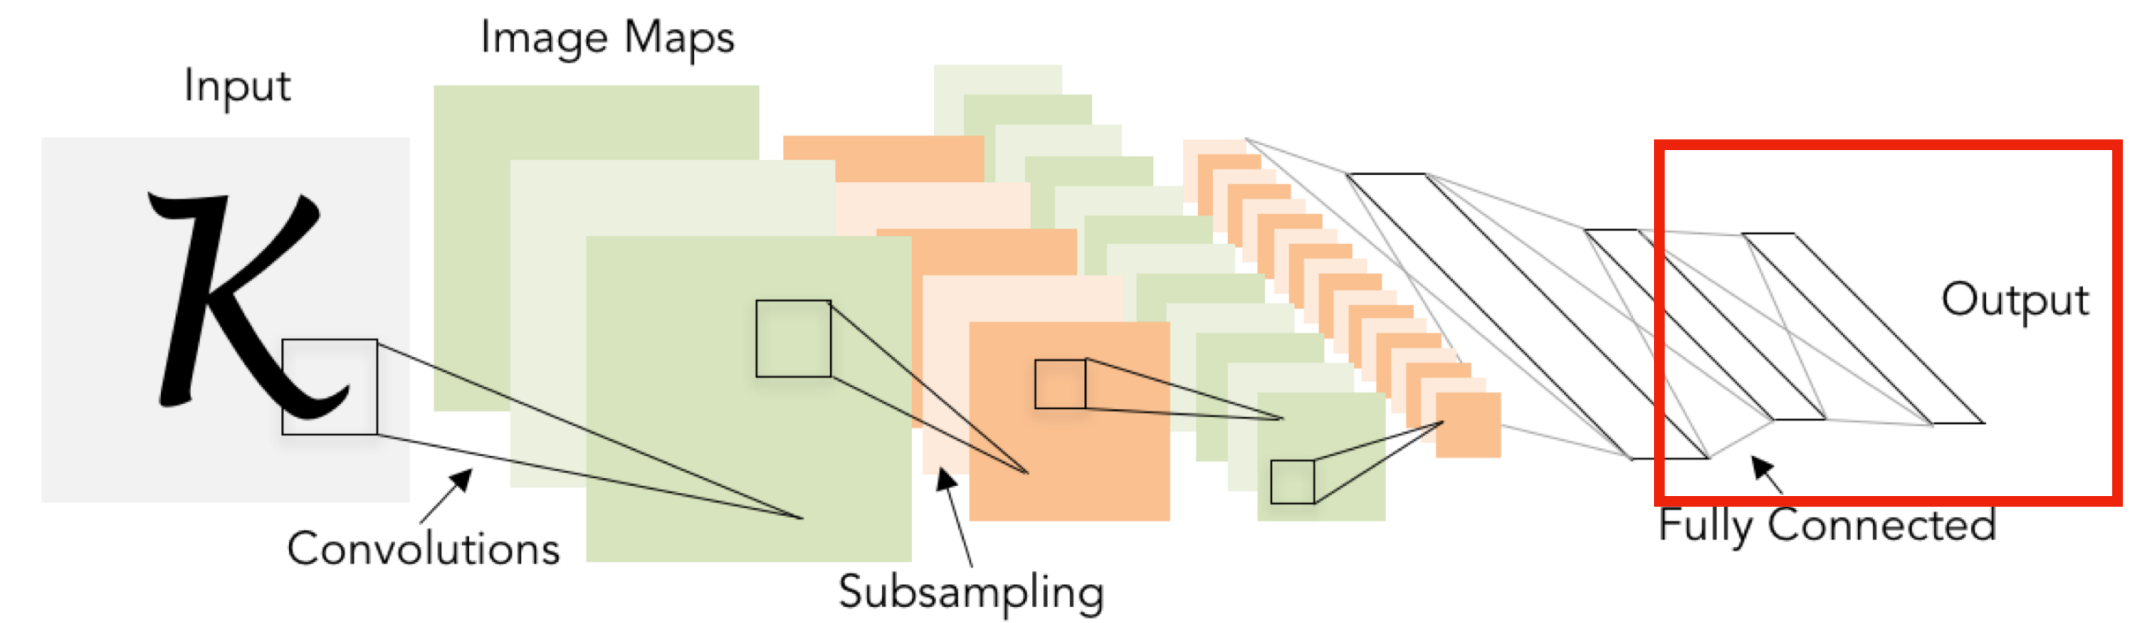 Image Maps
Input
K
Output
Convolutions
Subsampling
Fully Connected